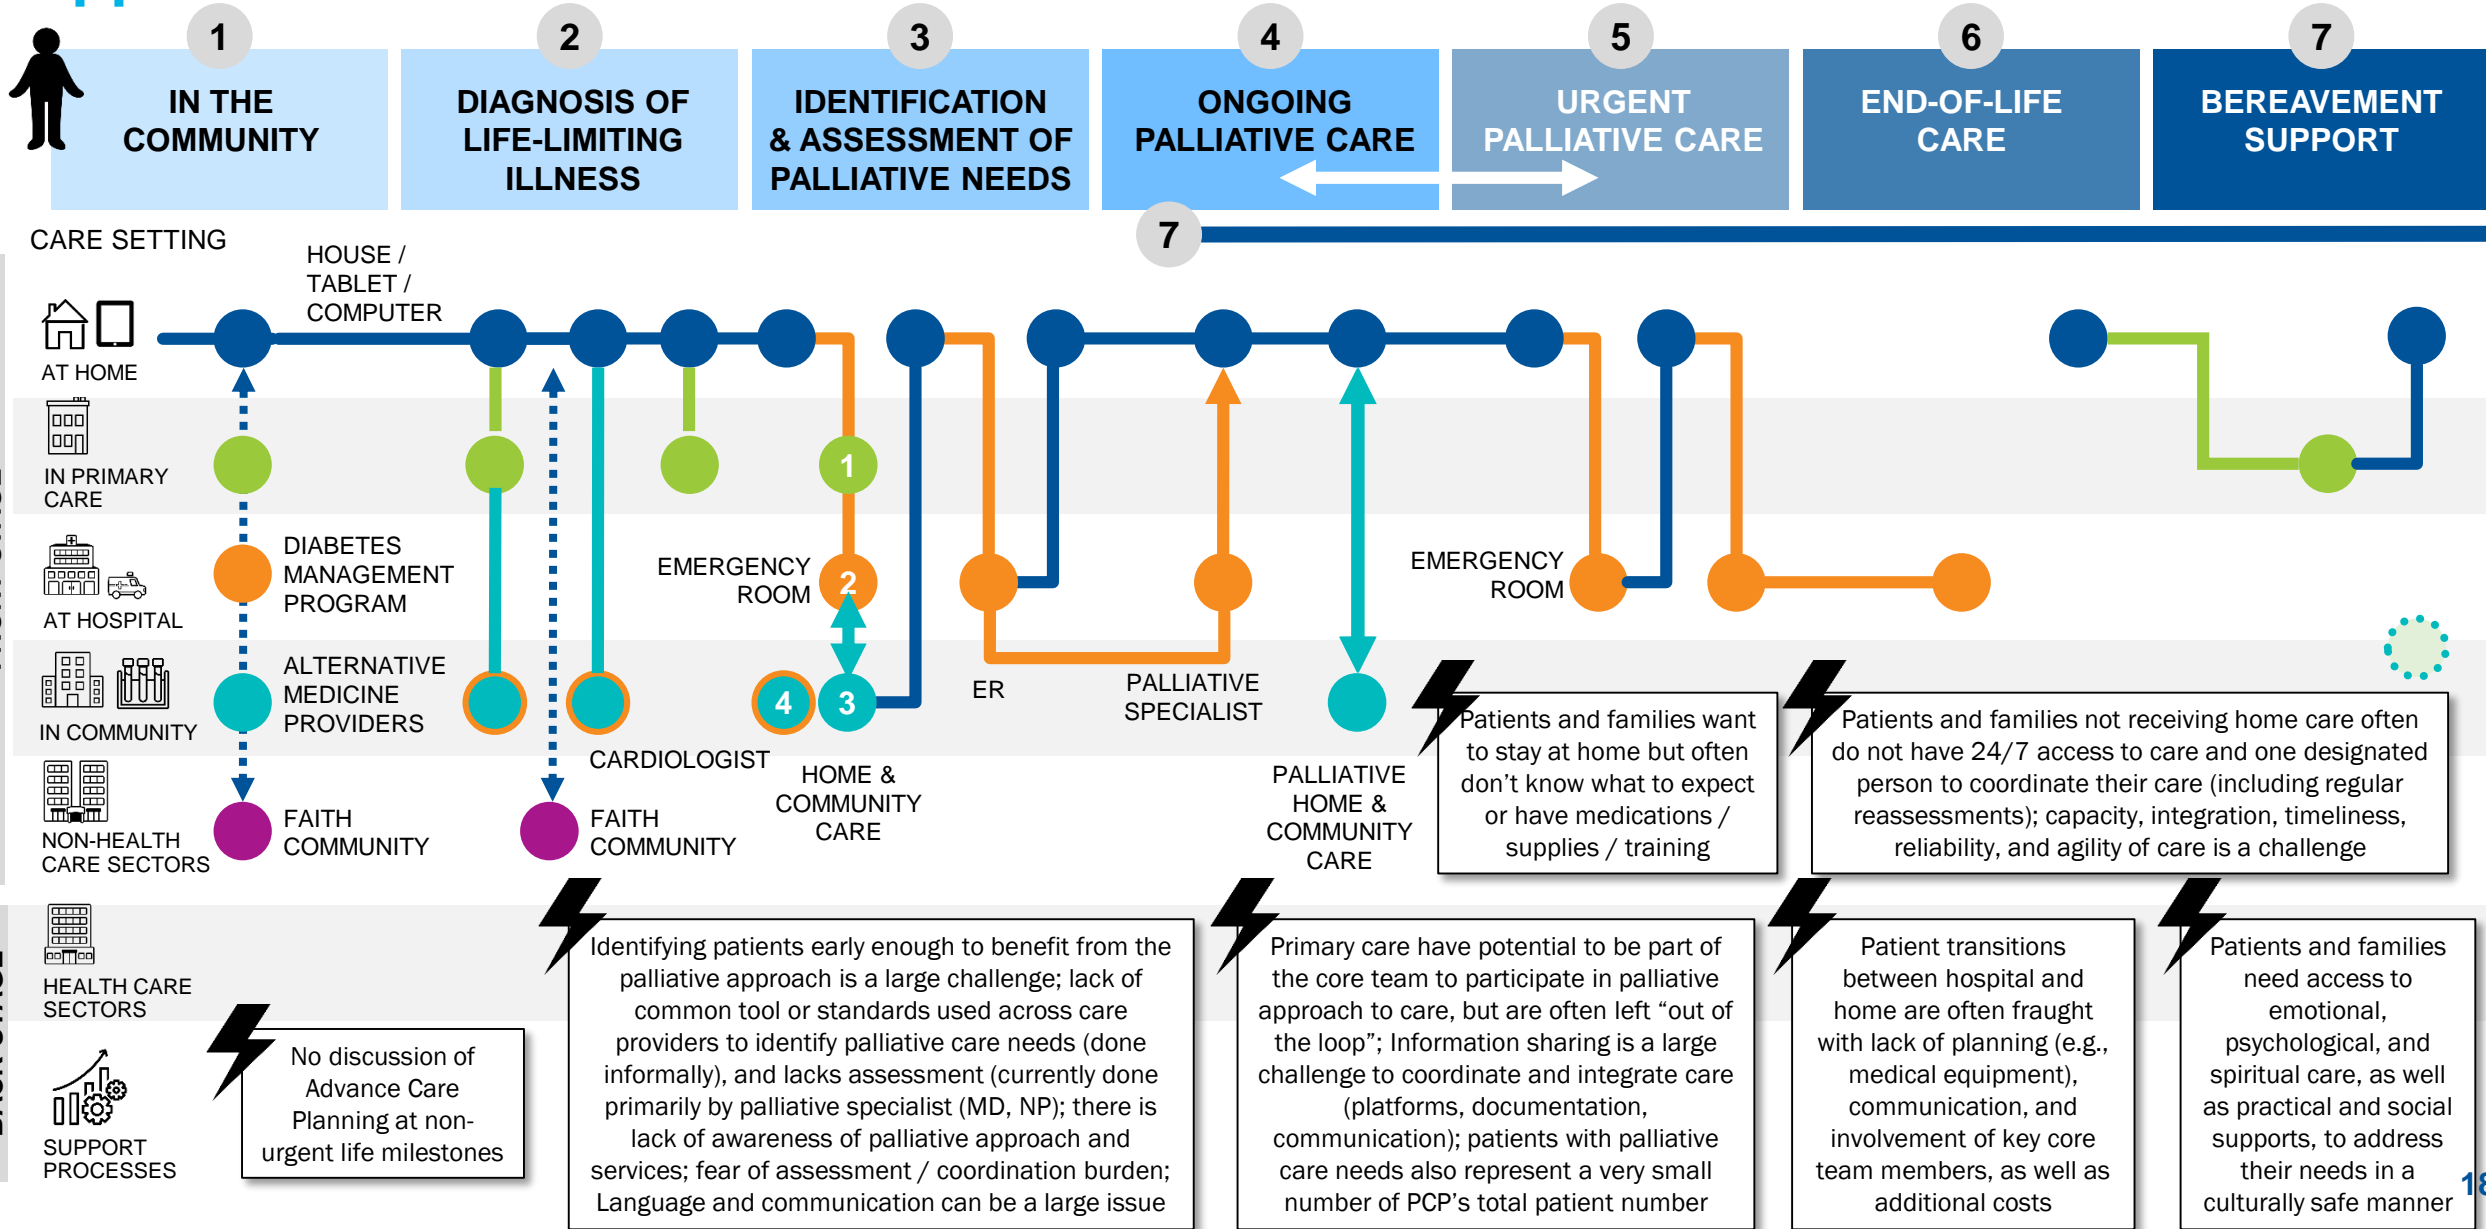 1
2
3
4
5
6
7
IN THE
COMMUNITY
DIAGNOSIS OF
LIFE-LIMITING
ILLNESS
IDENTIFICATION
& ASSESSMENT OF
PALLIATIVE NEEDS
ONGOING
PALLIATIVE CARE
URGENT
PALLIATIVE CARE
END-OF-LIFE
CARE
BEREAVEMENT
SUPPORT
7
CARE SETTING
HOUSE /
TABLET /
COMPUTER
AT HOME
IN PRIMARY
CARE
1
AT HOSPITAL
DIABETES
MANAGEMENT
PROGRAM
EMERGENCY
ROOM
2
EMERGENCY
ROOM
IN COMMUNITY
ALTERNATIVE
MEDICINE
PROVIDERS
CARDIOLOGIST
4
3
HOME &
COMMUNITY
CARE
ER
PALLIATIVE
SPECIALIST
PALLIATIVE
HOME &
COMMUNITY
CARE
NON-HEALTH
CARE SECTORS
FAITH
COMMUNITY
FAITH
COMMUNITY
Patients and families want
to stay at home but often
don't know what to expect
or have medications /
supplies / training
Patients and families not receiving home care often
do not have 24/7 access to care and one designated
person to coordinate their care (including regular
reassessments); capacity, integration, timeliness,
reliability, and agility of care is a challenge
HEALTH CARE
SECTORS
SUPPORT
PROCESSES
No discussion of
Advance Care
Planning at non-
urgent life milestones
Identifying patients early enough to benefit from the
palliative approach is a large challenge; lack of
common tool or standards used across care
providers to identify palliative care needs (done
informally), and lacks assessment (currently done
primarily by palliative specialist (MD, NP); there is
lack of awareness of palliative approach and
services; fear of assessment / coordination burden;
Language and communication can be a large issue
Primary care have potential to be part of
the core team to participate in palliative
approach to care, but are often left “out of
the loop”; Information sharing is a large
challenge to coordinate and integrate care
(platforms, documentation,
communication); patients with palliative
care needs also represent a very small
number of PCP's total patient number
Patient transitions
between hospital and
home are often fraught
with lack of planning (e.g.,
medical equipment),
communication, and
involvement of key core
team members, as well as
additional costs
Patients and families
need access to
emotional,
psychological, and
spiritual care, as well
as practical and social
supports, to address
their needs in a
culturally safe manner
18